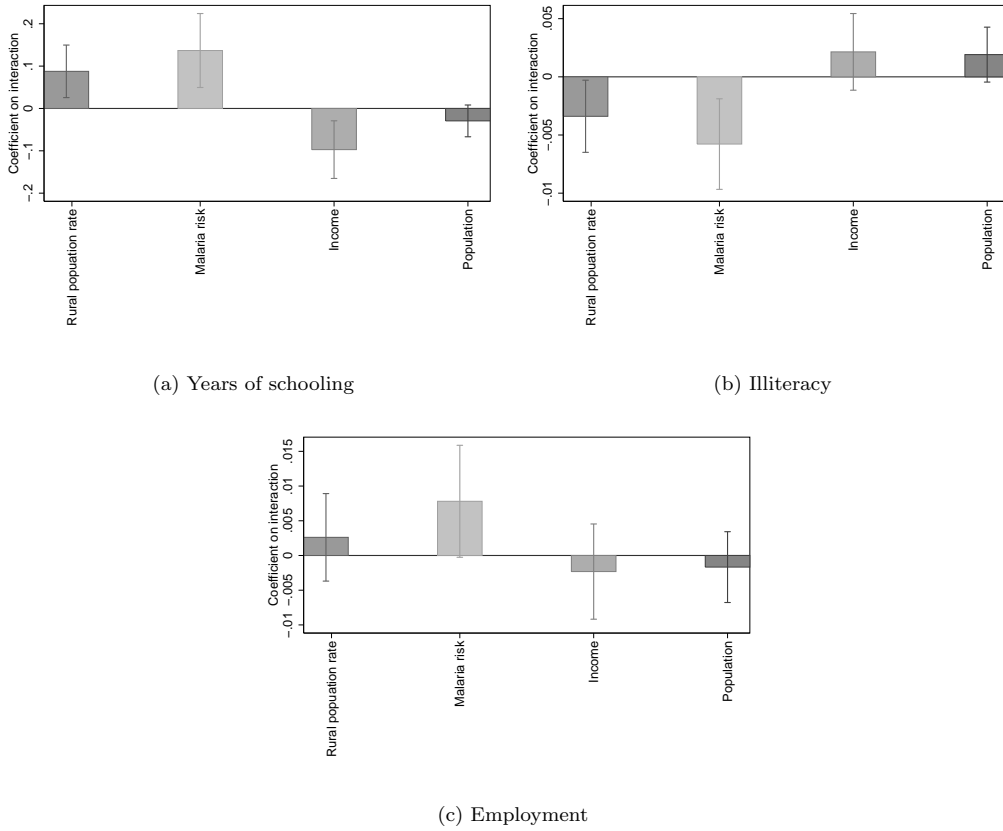 Coefficient on interaction
.2
.1
0
-.1
-.2
Rural popuation rate
Malaria risk
Income
Population
(a) Years of schooling
Coefficient on interaction
.005
0
-.005
-.01
Rural popuation rate
Malaria risk
Income
Population
(b) Illiteracy
Coefficient on interaction
.015
.01
.005
0
-.005
-.01
Rural popuation rate
Malaria risk
Income
Population
(c) Employment